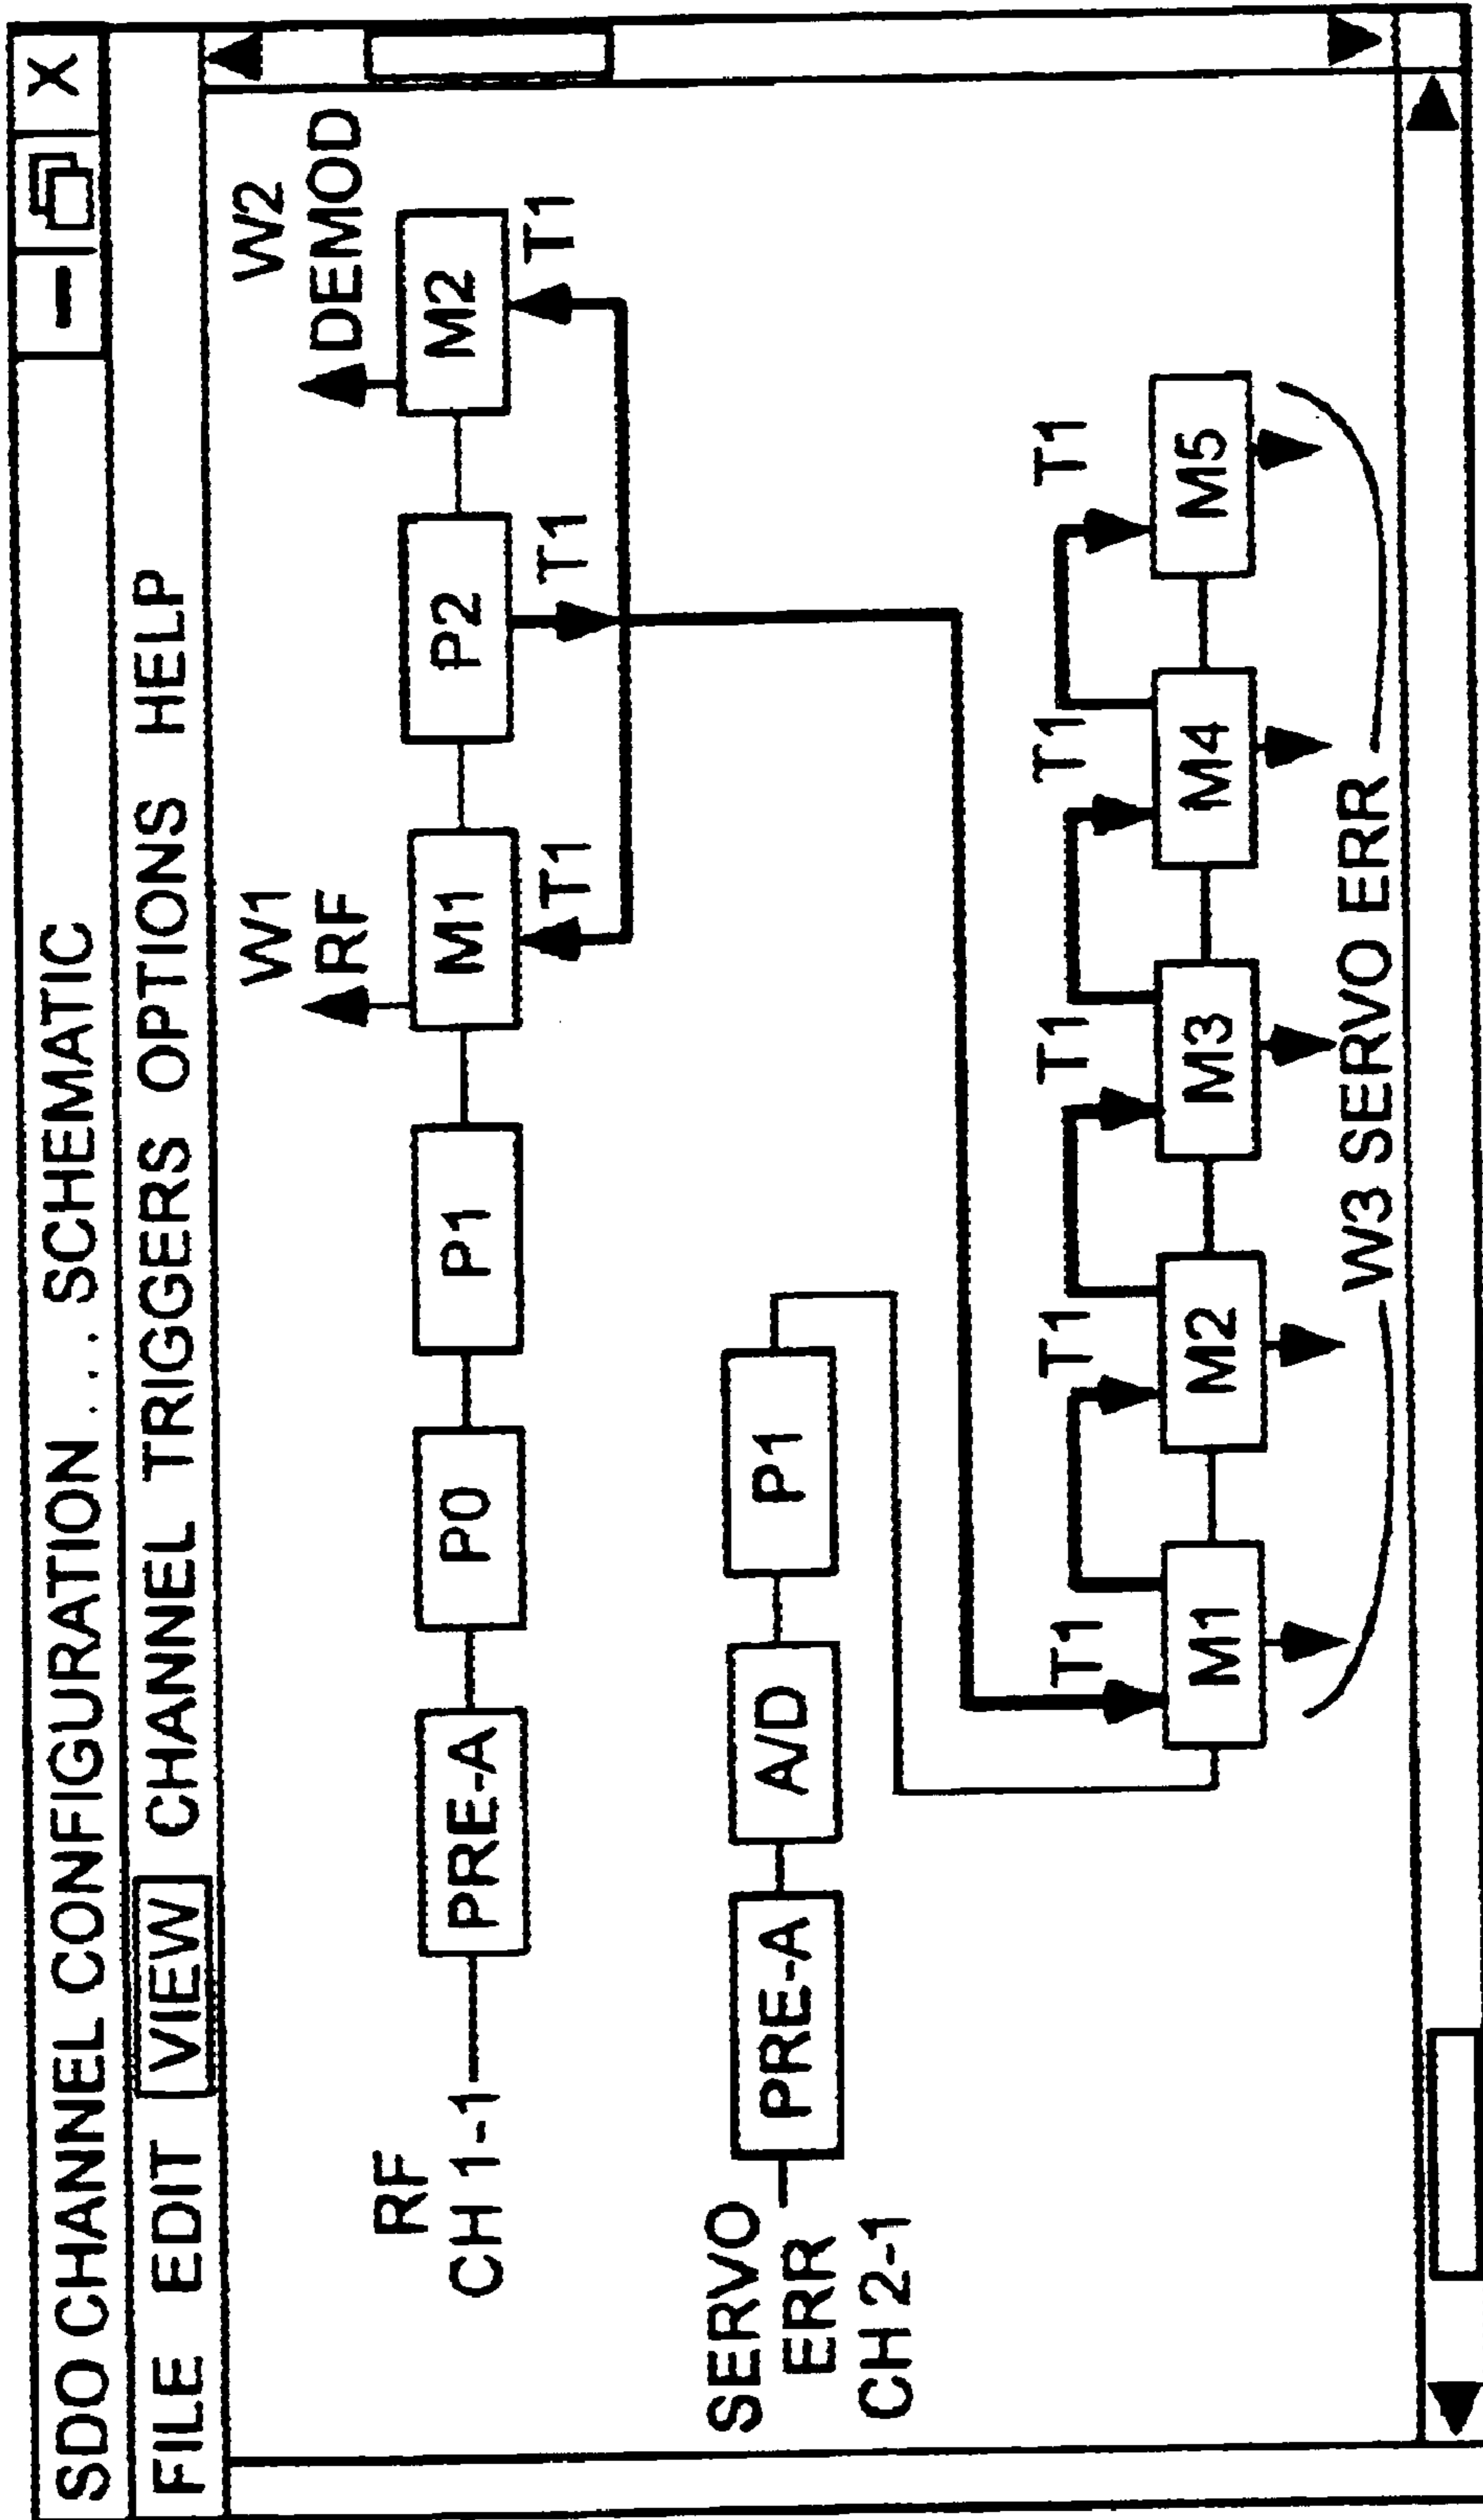 SDO CHANNEL CONFIGURATION . . . SCHEMATIC
X
FILE EDIT VIEW CHANNEL TRIGGERS OPTIONS HELP
W1
RF
W2
DEMOD
RF
CH 1-1
PRE-A
P0
P1
M1
P2
M2
T1
T1
T1
SERVO
ERR
CH 2-1
PRE-A
A/D
P1
T1
T1
T1
T1
T1
M1
M2
M3
M4
M5
W3 SERVO ERR